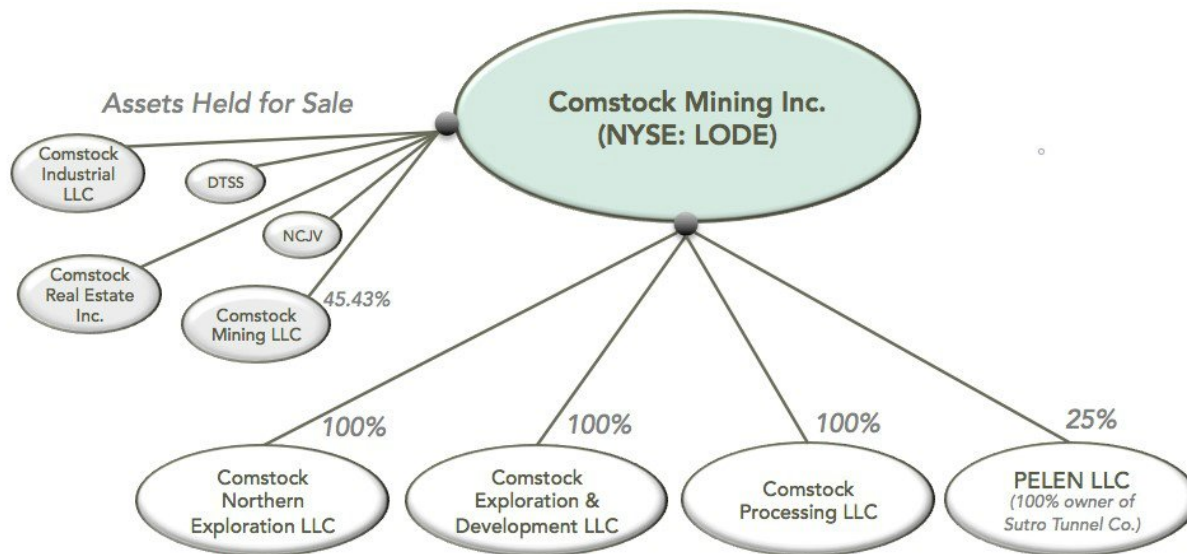 Assets Held for Sale
Comstock Mining Inc.
(NYSE: LODE)
Comstock
Industrial
LLC
DTSS
NCJV
Comstock
Real Estate
Inc.
45.43%
Comstock
Mining LLC
100%
100%
100%
25%
Comstock
Northern
Exploration LLC
Comstock
Exploration &
Development LLC
Comstock
Processing LLC
PELEN LLC
(100% owner of
Sutro Tunnel Co.)